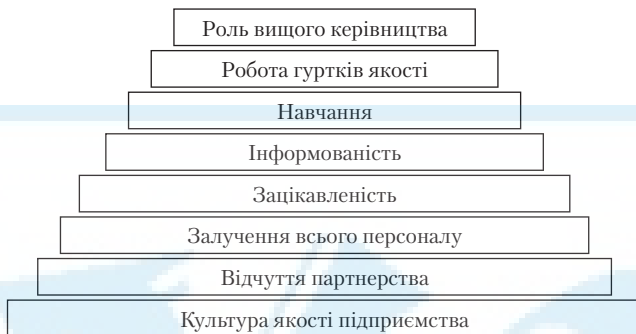 Роль вищого керівництва
Робота гуртків якості
Навчання
Інформованість
Зацікавленість
Залучення всього персоналу
Відчуття партнерства
Культура якості підприємства